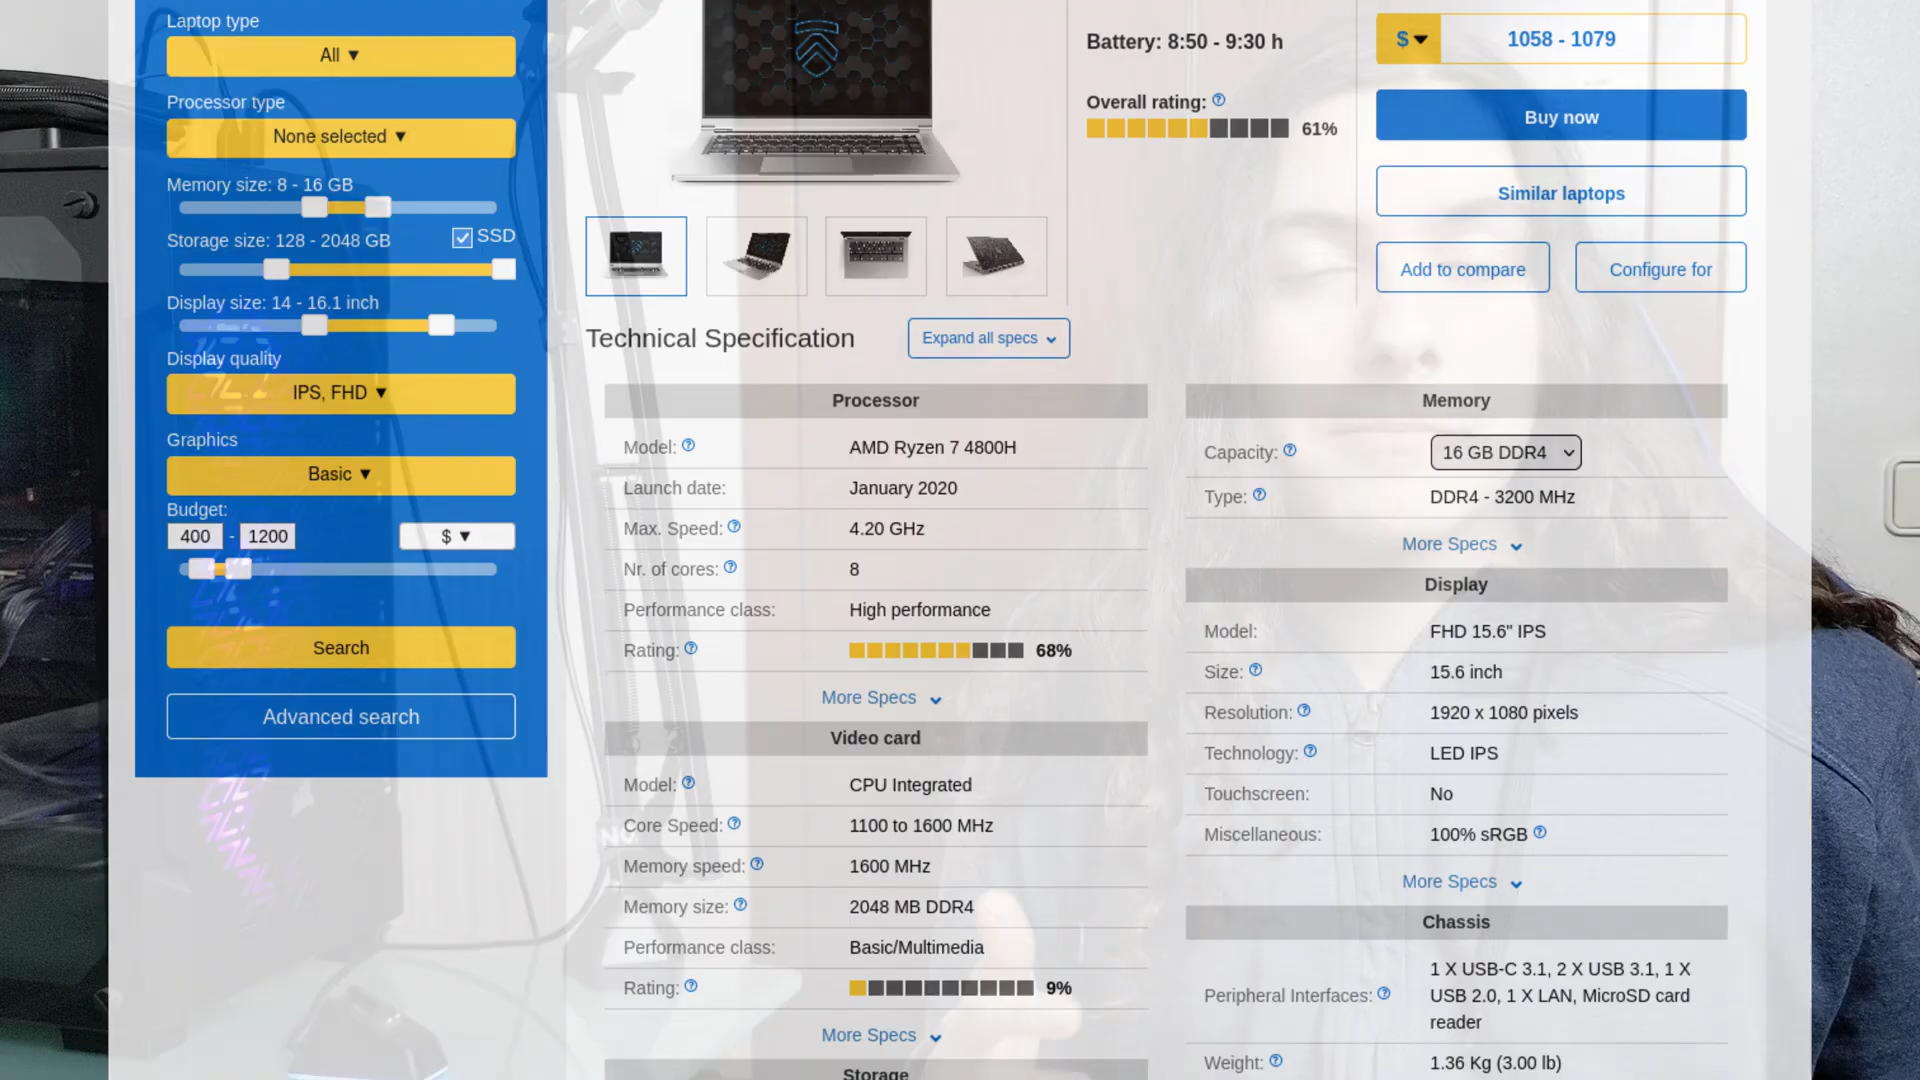 Laptop type
All ▼
Processor type
None selected ▼
Memory size: 8 - 16 GB
Storage size: 128 - 2048 GB
SSD
Display size: 14 - 16.1 inch
Display quality
IPS, FHD ▼
Graphics
Basic ▼
Budget:
400 - 1200 $ ▼
Search
Advanced search
Battery: 8:50 - 9:30 h
Overall rating:
61%
$ 1058 - 1079
Buy now
Similar laptops
Add to compare
Configure for
Technical Specification
Expand all specs
Processor
Model: AMD Ryzen 7 4800H
Launch date: January 2020
Max. Speed: 4.20 GHz
Nr. of cores: 8
Performance class: High performance
Rating: 68%
More Specs
Video card
Model: CPU Integrated
Core Speed: 1100 to 1600 MHz
Memory speed: 1600 MHz
Memory size: 2048 MB DDR4
Performance class: Basic/Multimedia
Rating: 9%
More Specs
Storage
Memory
Capacity: 16 GB DDR4
Type: DDR4 - 3200 MHz
More Specs
Display
Model: FHD 15.6" IPS
Size: 15.6 inch
Resolution: 1920 x 1080 pixels
Technology: LED IPS
Touchscreen: No
Miscellaneous: 100% sRGB
More Specs
Chassis
Peripheral Interfaces: 1 X USB-C 3.1, 2 X USB 3.1, 1 X
USB 2.0, 1 X LAN, MicroSD card
reader
Weight: 1.36 Kg (3.00 lb)